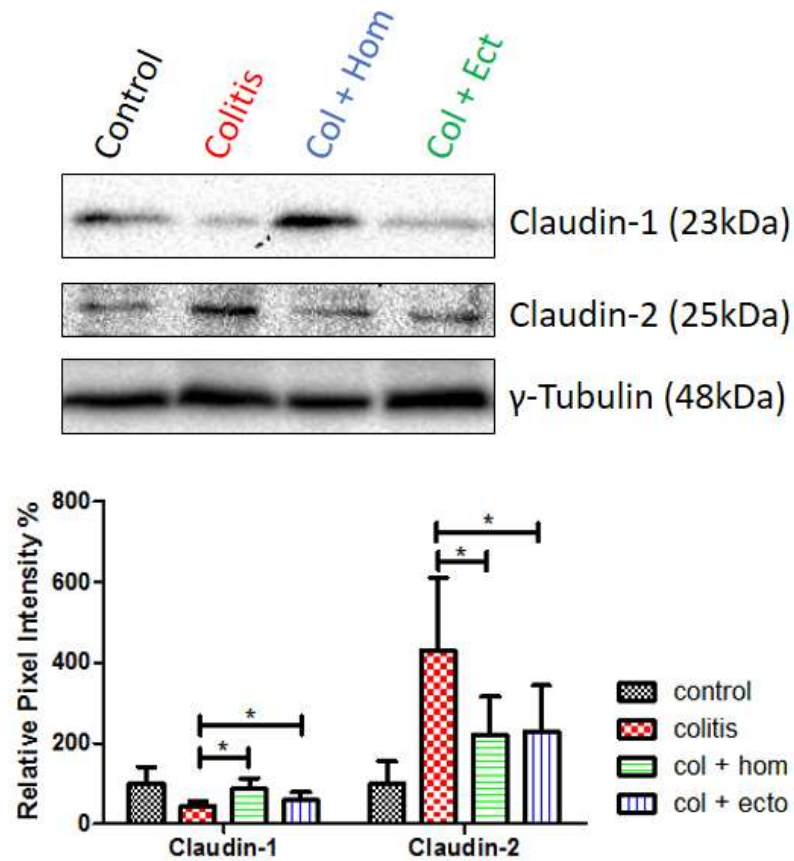 Control
Colitis
Col + Hom
Col + Ect
Claudin-1 (23kDa)
Claudin-2 (25kDa)
γ-Tubulin (48kDa)
Relative Pixel Intensity %
800
600
400
200
0
*
*
*
*
Claudin-1
Claudin-2
control
colitis
col + hom
col + ecto